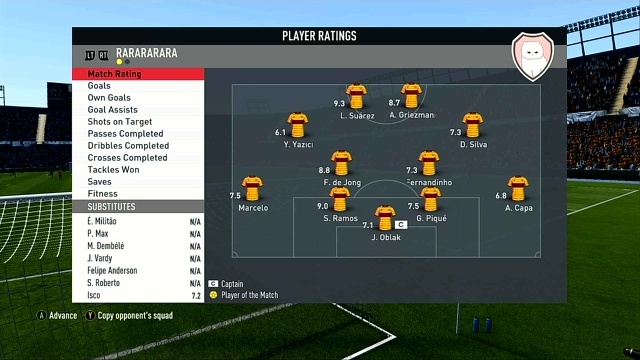 PLAYER RATINGS
LT RT RARARARARA
Match Rating
Goals
Own Goals
Goal Assists
Shots on Target
Passes Completed
Dribbles Completed
Crosses Completed
Tackles Won
Saves
Fitness
SUBSTITUTES
É. Militão N/A
P. Max N/A
M. Dembélé N/A
J. Vardy N/A
Felipe Anderson N/A
S. Roberto N/A
Isco 7.2
9.3 8.7
L. Suárez A. Griezman
6.1 7.3
Y. Yazici D. Silva
8.8 7.3
F. de Jong Fernandinho
7.5 9.0 7.5 6.8
Marcelo S. Ramos G. Piqué A. Capa
7.1 C
J. Oblak
C Captain
Player of the Match
A Advance Y Copy opponent's squad